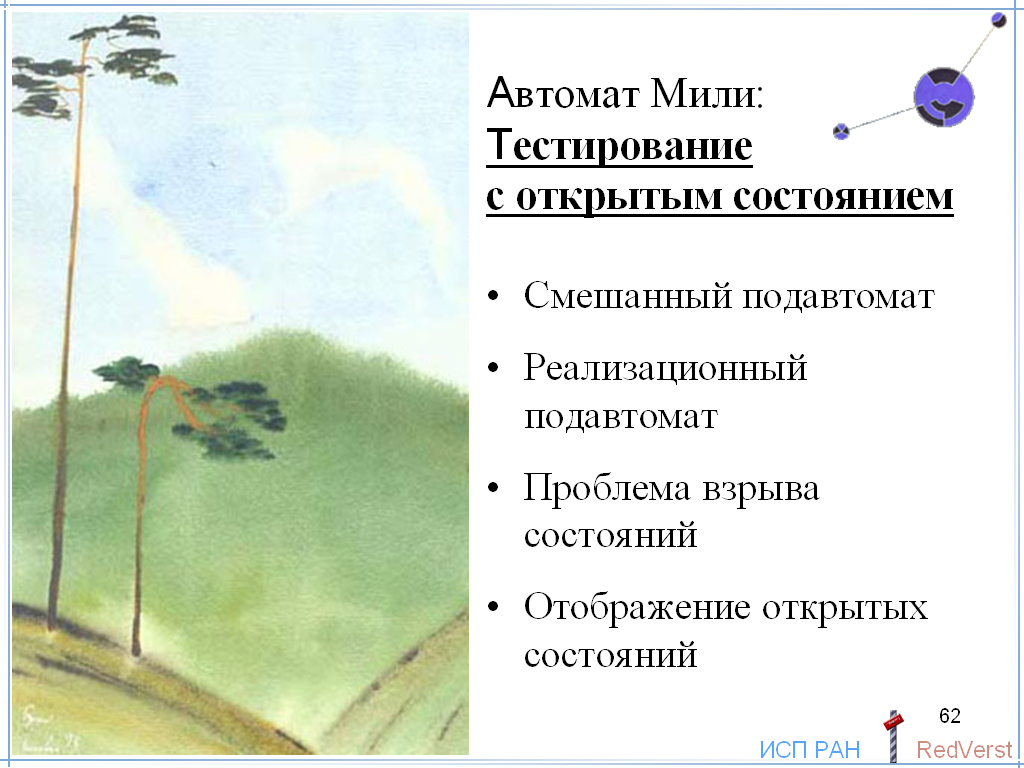 Автомат Мили:
Тестирование
с открытым состоянием
• Смешанный подавтомат
• Реализационный
подавтомат
• Проблема взрыва
состояний
• Отображение открытых
состояний
62
ИСП РАН
RedVerst